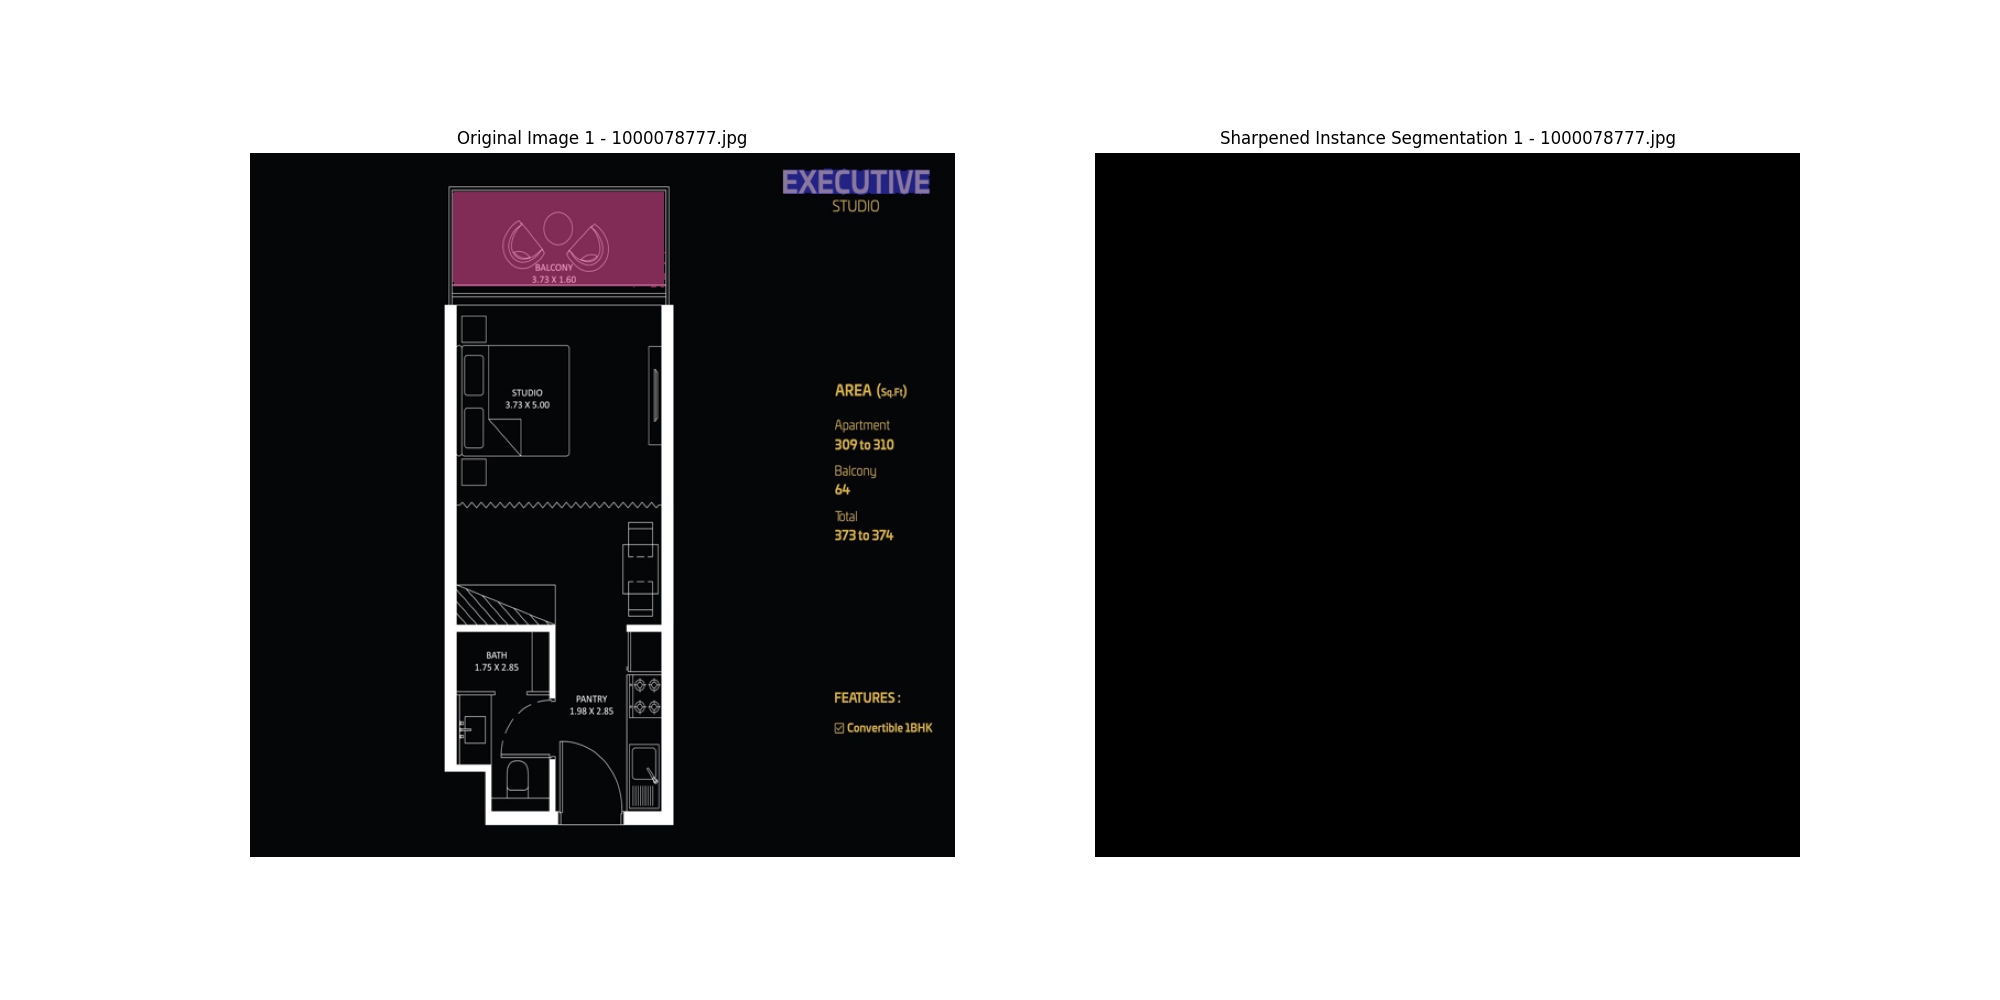 Original Image 1 - 1000078777.jpg
Sharpened Instance Segmentation 1 - 1000078777.jpg
EXECUTIVE
STUDIO
BALCONY
3.73 X 1.60
STUDIO
3.73 X 5.00
AREA (Sq.Ft)
Apartment
309 to 310
Balcony
64
Total
373 to 374
BATH
1.75 X 2.85
PANTRY
1.98 X 2.85
FEATURES :
Convertible 1BHK